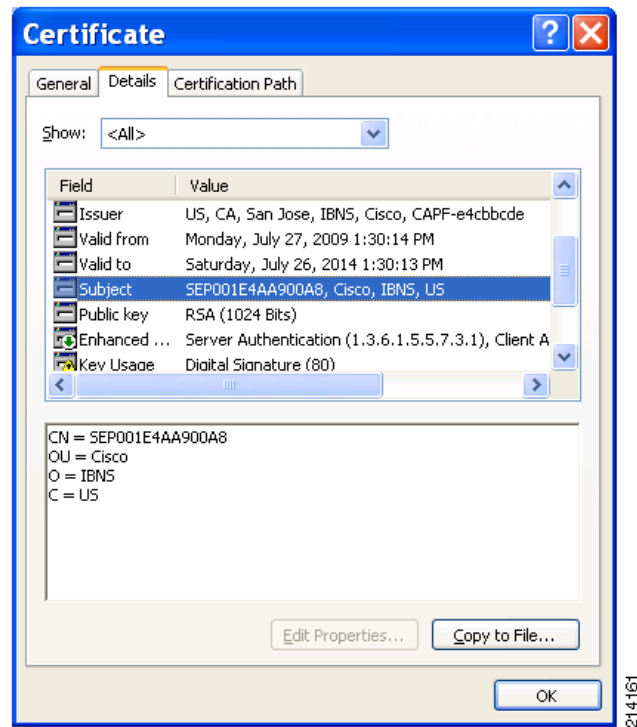 Certificate
General Details Certification Path
Show: <All>
Field Value
Issuer US, CA, San Jose, IBNS, Cisco, CAPF-e4cbbcde
Valid from Monday, July 27, 2009 1:30:14 PM
Valid to Saturday, July 26, 2014 1:30:13 PM
Subject SEP001E4AA900A8, Cisco, IBNS, US
Public key RSA (1024 Bits)
Enhanced ... Server Authentication (1.3.6.1.5.5.7.3.1), Client A
Key Usage Digital Signature (80)
CN = SEP001E4AA900A8
OU = Cisco
O = IBNS
C = US
Edit Properties... Copy to File...
OK
214161